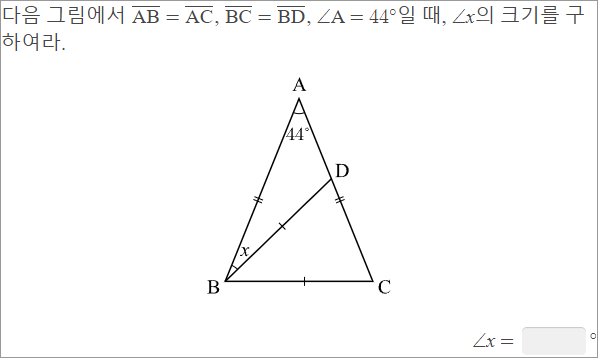 다음 그림에서 AB = AC, BC = BD, ∠A = 44°일 때, ∠x의 크기를 구
하여라.
A
44°
D
x
B
C
∠x = °